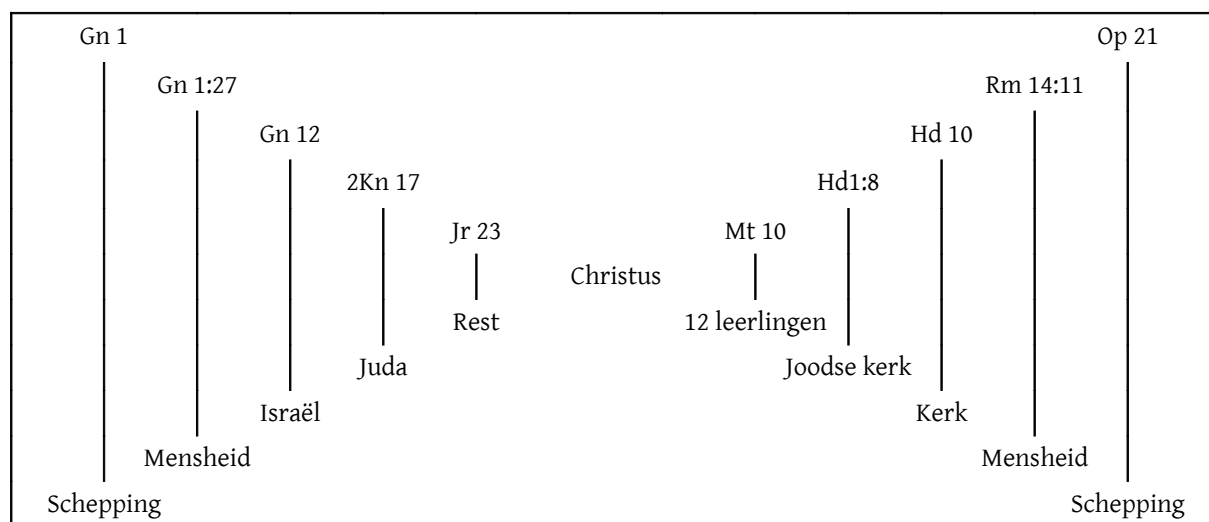 Gn 1 Op 21
Gn 1:27 Rm 14:11
Gn 12 Hd 10
2Kn 17 Hd1:8
Jr 23 Mt 10
Christus
Rest 12 leerlingen
Juda Joodse kerk
Israël Kerk
Mensheid Mensheid
Schepping Schepping